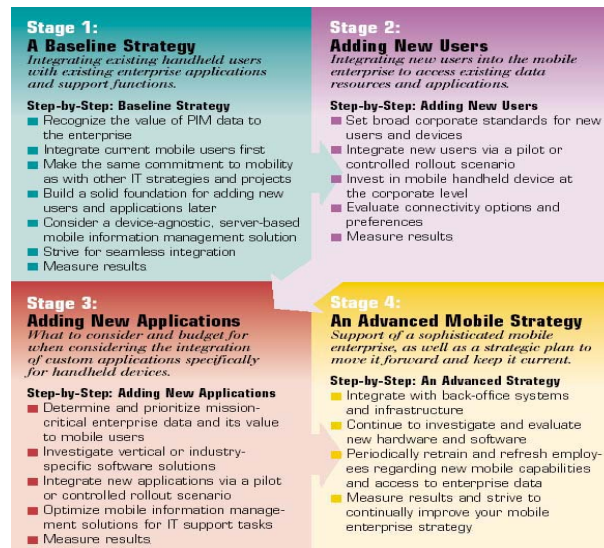 Stage 1:
A Baseline Strategy
Integrating existing handheld users
with existing enterprise applications
and support functions.
Step-by-Step: Baseline Strategy
Recognize the value of PIM data to
the enterprise
Integrate current mobile users first
Make the same commitment to mobility
as with other IT strategies and projects
Build a solid foundation for adding new
users and applications later
Consider a device-agnostic, server-based
mobile information management solution
Strive for seamless integration
Measure results
Stage 2:
Adding New Users
Integrating new users into the mobile
enterprise to access existing data
resources and applications.
Step-by-Step: Adding New Users
Set broad corporate standards for new
users and devices
Integrate new users via a pilot or
controlled rollout scenario
Invest in mobile handheld device at
the corporate level
Evaluate connectivity options and
preferences
Measure results
Stage 3:
Adding New Applications
What to consider and budget for
when considering the integration
of custom applications specifically
for handheld devices.
Step-by-Step: Adding New Applications
Determine and prioritize mission-
critical enterprise data and its value
to mobile users
Investigate vertical or industry-
specific software solutions
Integrate new applications via a pilot
or controlled rollout scenario
Optimize mobile information manage-
ment solutions for IT support tasks
Measure results
Stage 4:
An Advanced Mobile Strategy
Support of a sophisticated mobile
enterprise, as well as a strategic plan to
move it forward and keep it current.
Step-by-Step: An Advanced Strategy
Integrate with back-office systems
and infrastructure
Continue to investigate and evaluate
new hardware and software
Periodically retrain and refresh employ-
ees regarding new mobile capabilities
and access to enterprise data
Measure results and strive to
continually improve your mobile
enterprise strategy